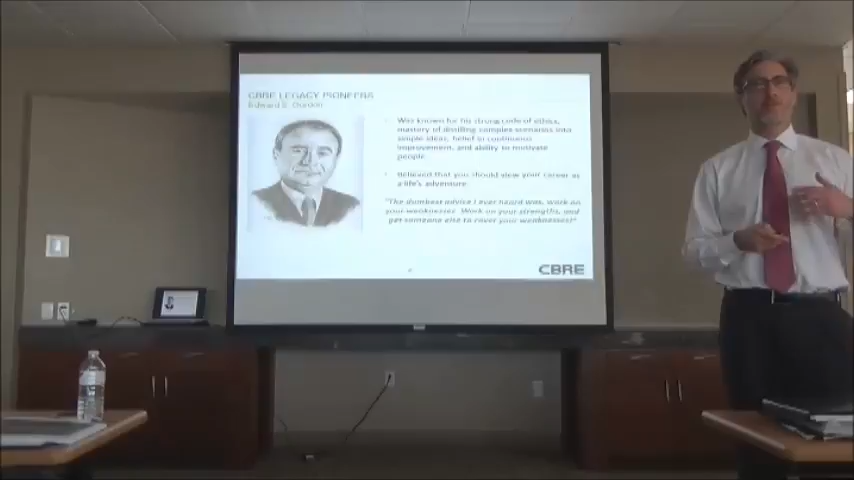 CBRE LEGACY PIONEERS
Edward S. Gordon
Was known for his strong code of ethics,
mastery of distilling complex scenarios into
simple ideas, belief in continuous
improvement, and ability to motivate
people.
Believed that you should view your career as
a life's adventure
"The dumbest advice I ever heard was, work on
your weaknesses. Work on your strengths, and
get someone else to cover your weaknesses!"
CBRE